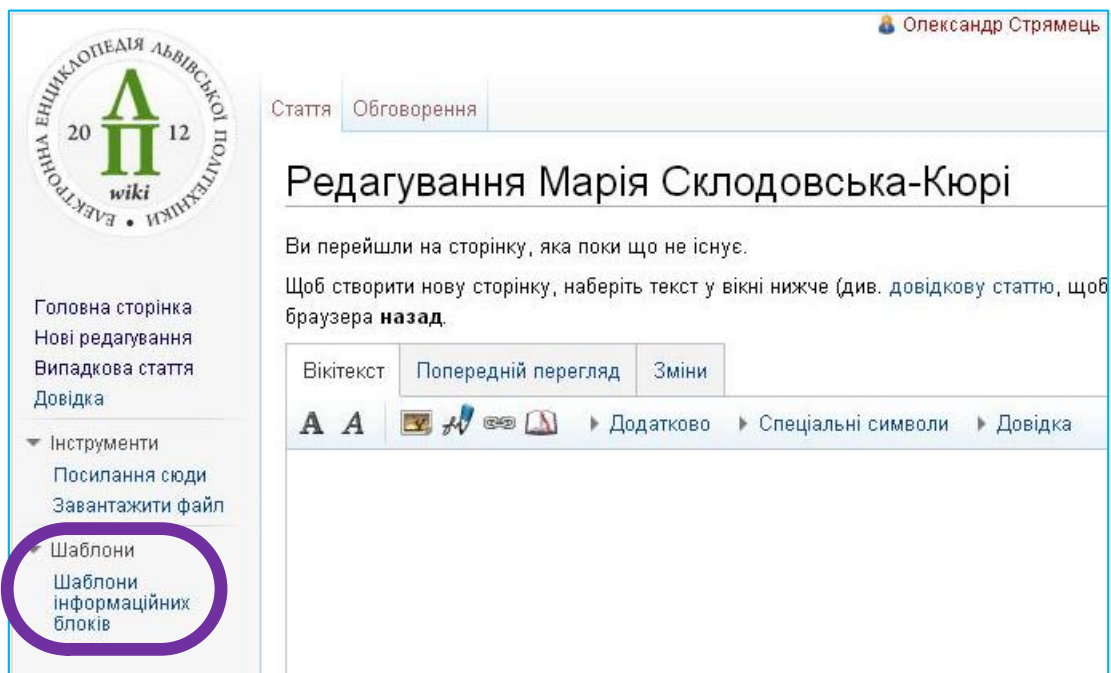 ЕЛЕКТРОННА ЕНЦИКЛОПЕДІЯ ЛЬВІВСЬКОЇ ПОЛІТЕХНІКИ •
20 ЛП 12
wiki
Олександр Стрямець
Стаття Обговорення
Редагування Марія Склодовська-Кюрі
Ви перейшли на сторінку, яка поки що не існує.
Щоб створити нову сторінку, наберіть текст у вікні нижче (див. довідкову статтю, щоб
браузера назад.
Вікітекст Попередній перегляд Зміни
A A Додатково Спеціальні символи Довідка
Головна сторінка
Нові редагування
Випадкова стаття
Довідка
Інструменти
Посилання сюди
Завантажити файл
Шаблони
Шаблони
інформаційних
блоків